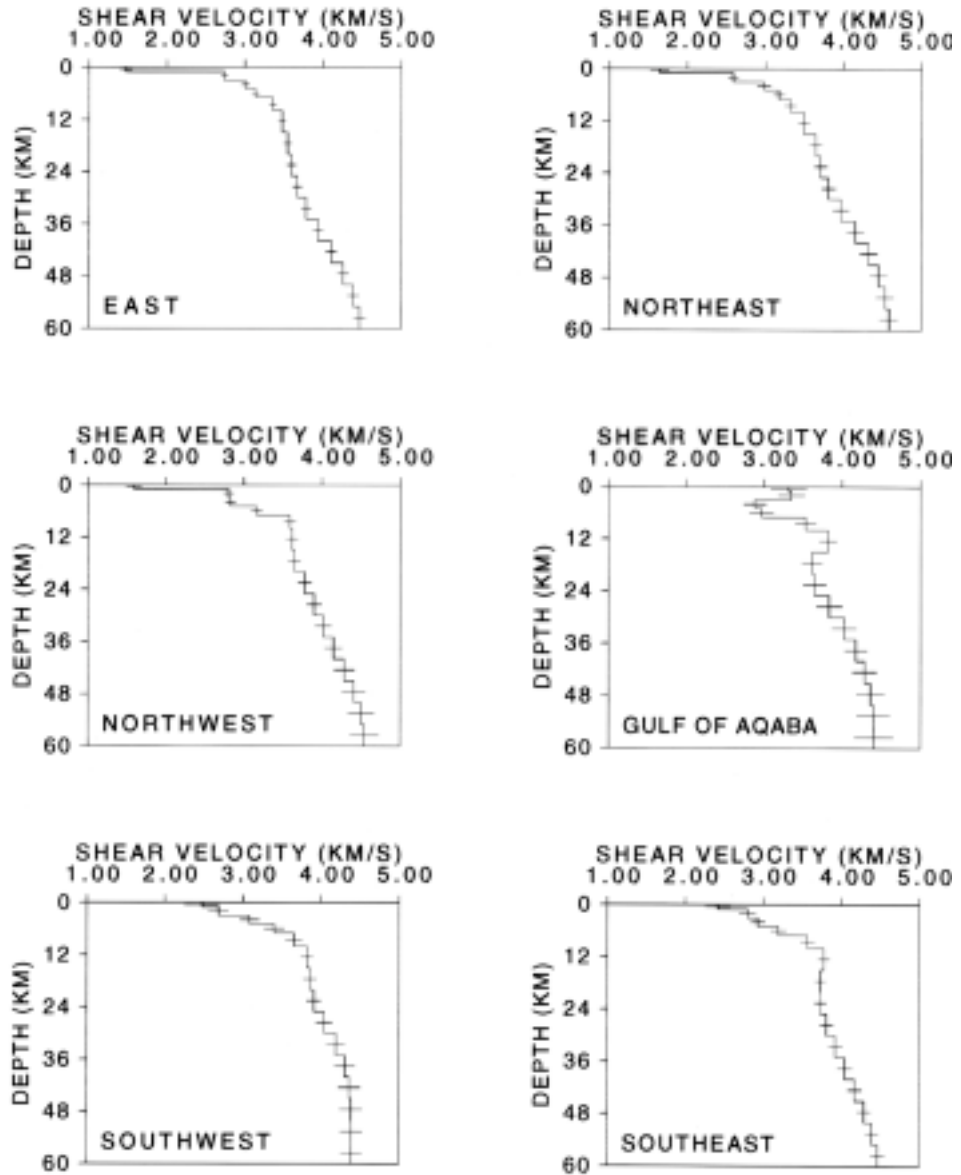 SHEAR VELOCITY (KM/S)
1.00 2.00 3.00 4.00 5.00
DEPTH (KM)
0
12
24
36
48
60
EAST
SHEAR VELOCITY (KM/S)
1.00 2.00 3.00 4.00 5.00
DEPTH (KM)
0
12
24
36
48
60
NORTHEAST
SHEAR VELOCITY (KM/S)
1.00 2.00 3.00 4.00 5.00
DEPTH (KM)
0
12
24
36
48
60
NORTHWEST
SHEAR VELOCITY (KM/S)
1.00 2.00 3.00 4.00 5.00
DEPTH (KM)
0
12
24
36
48
60
GULF OF AQABA
SHEAR VELOCITY (KM/S)
1.00 2.00 3.00 4.00 5.00
DEPTH (KM)
0
12
24
36
48
60
SOUTHWEST
SHEAR VELOCITY (KM/S)
1.00 2.00 3.00 4.00 5.00
DEPTH (KM)
0
12
24
36
48
60
SOUTHEAST